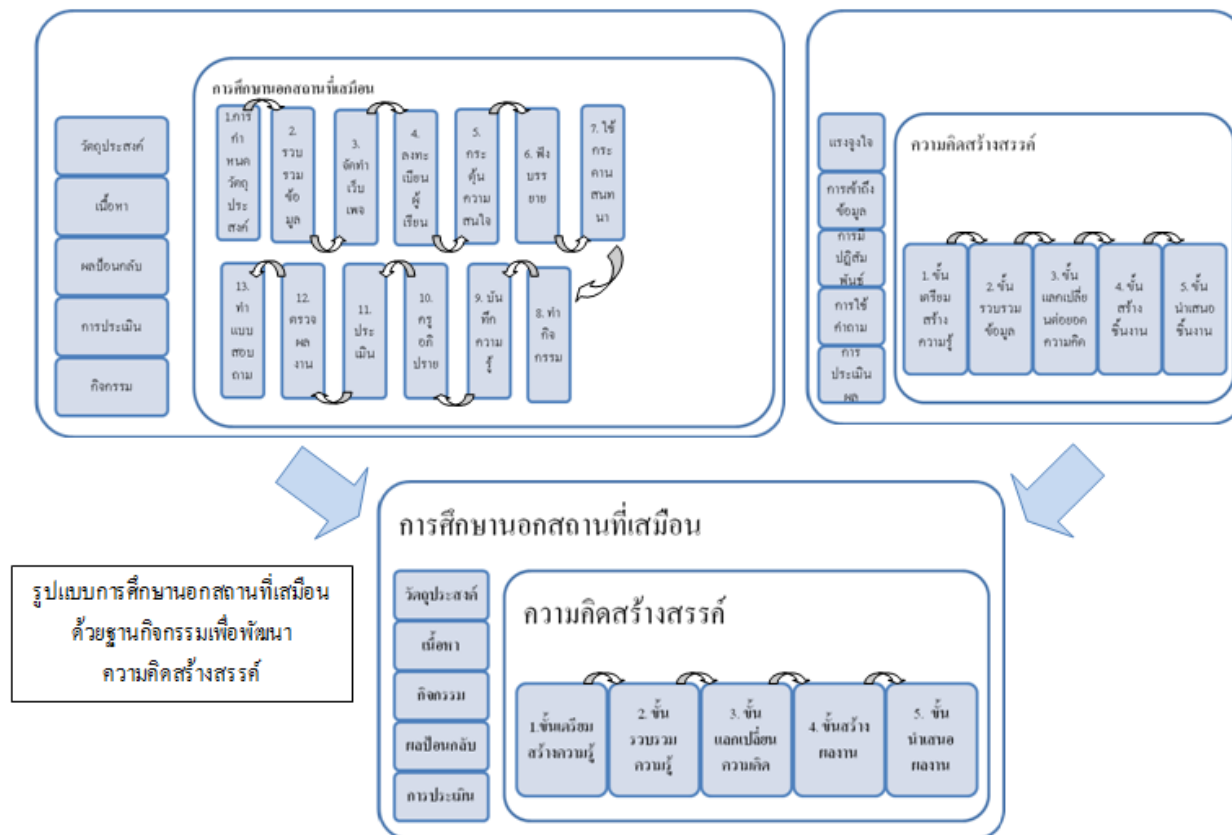 การศึกษานอกสถานที่เสมือน
วัตถุประสงค์
เนื้อหา
ผลป้อนกลับ
การประเมิน
กิจกรรม
1.การ
กำ
หนด
วัตถุ
ประ
สงค์
2.
รวบ
รวม
ข้อ
มูล
3.
จัดทำ
เว็บ
เพจ
4.
ลงทะ
เบียน
ผู้
เรียน
5.
กระ
ตุ้น
ความ
สนใจ
6. ฟัง
บรร
ยาย
7. ใช้
กระ
ดาน
สนท
นา
8. ทำ
กิจ
กรรม
9. บัน
ทึก
ความ
รู้
10.
ครู
อภิ
ปราย
11.
ประ
เมิน
12.
ตรวจ
ผล
งาน
13.
ทำ
แบบ
สอบ
ถาม
แรงจูงใจ
การเข้าถึง
ข้อมูล
การมี
ปฏิสัม
พันธ์
การใช้
คำถาม
การ
ประเมิน
ผล
ความคิดสร้างสรรค์
1. ขั้น
เตรียม
สร้าง
ความรู้
2. ขั้น
รวบรวม
ข้อมูล
3. ขั้น
แลกเปลี่ย
นต่อยอด
ความคิด
4. ขั้น
สร้าง
ชิ้นงาน
5. ขั้น
นำเสนอ
ชิ้นงาน
รูปแบบการศึกษานอกสถานที่เสมือน
ด้วยฐานกิจกรรมเพื่อพัฒนา
ความคิดสร้างสรรค์
การศึกษานอกสถานที่เสมือน
วัตถุประสงค์
เนื้อหา
กิจกรรม
ผลป้อนกลับ
การประเมิน
ความคิดสร้างสรรค์
1.ขั้นเตรียม
สร้างความรู้
2. ขั้น
รวบรวม
ความรู้
3. ขั้น
แลกเปลี่ยน
ความคิด
4. ขั้นสร้าง
ผลงาน
5. ขั้น
นำเสนอ
ผลงาน